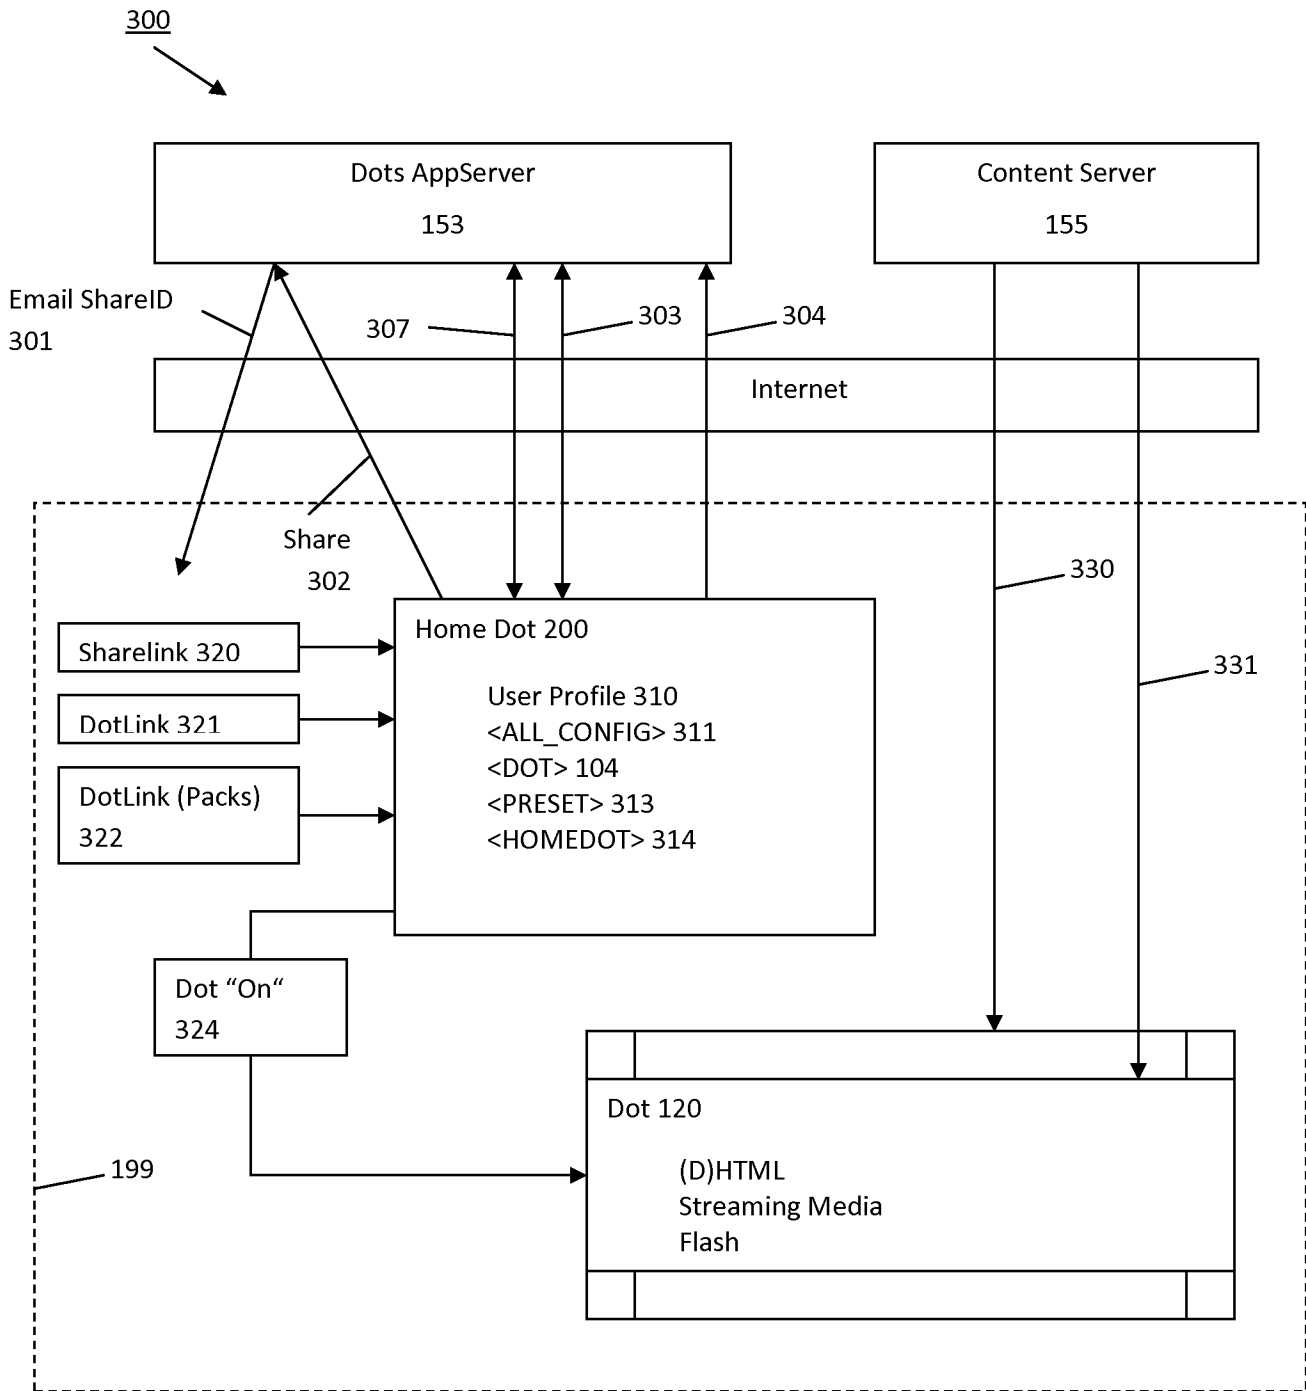 300
Dots AppServer
153
Content Server
155
Email ShareID
301
307
303
304
Internet
Share
302
330
Home Dot 200
Sharelink 320
331
User Profile 310
DotLink 321
<ALL_CONFIG> 311
<DOT> 104
DotLink (Packs)
322
<PRESET> 313
<HOMEDOT> 314
Dot “On“
324
Dot 120
199
(D)HTML
Streaming Media
Flash